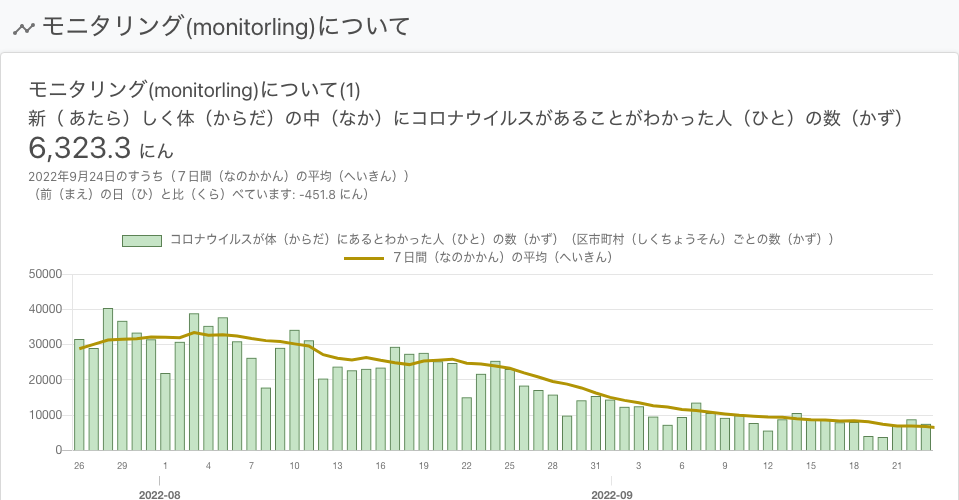 モニタリング(monitorling)について
モニタリング(monitorling)について(1)
新（ あたら）しく体（からだ）の中（なか）にコロナウイルスがあることがわかった人（ひと）の数（かず）
6,323.3 にん
2022年9月24日のすうち（７日間（なのかかん）の平均（へいきん））
（前（まえ）の日（ひ）と比（くら）べています: -451.8 にん）
コロナウイルスが体（からだ）にあるとわかった人（ひと）の数（かず）（区市町村（しくちょうそん）ごとの数（かず））
７日間（なのかかん）の平均（へいきん）
50000
40000
30000
20000
10000
0
26 29 1 4 7 10 13 16 19 22 25 28 31 3 6 9 12 15 18 21
2022-08 2022-09